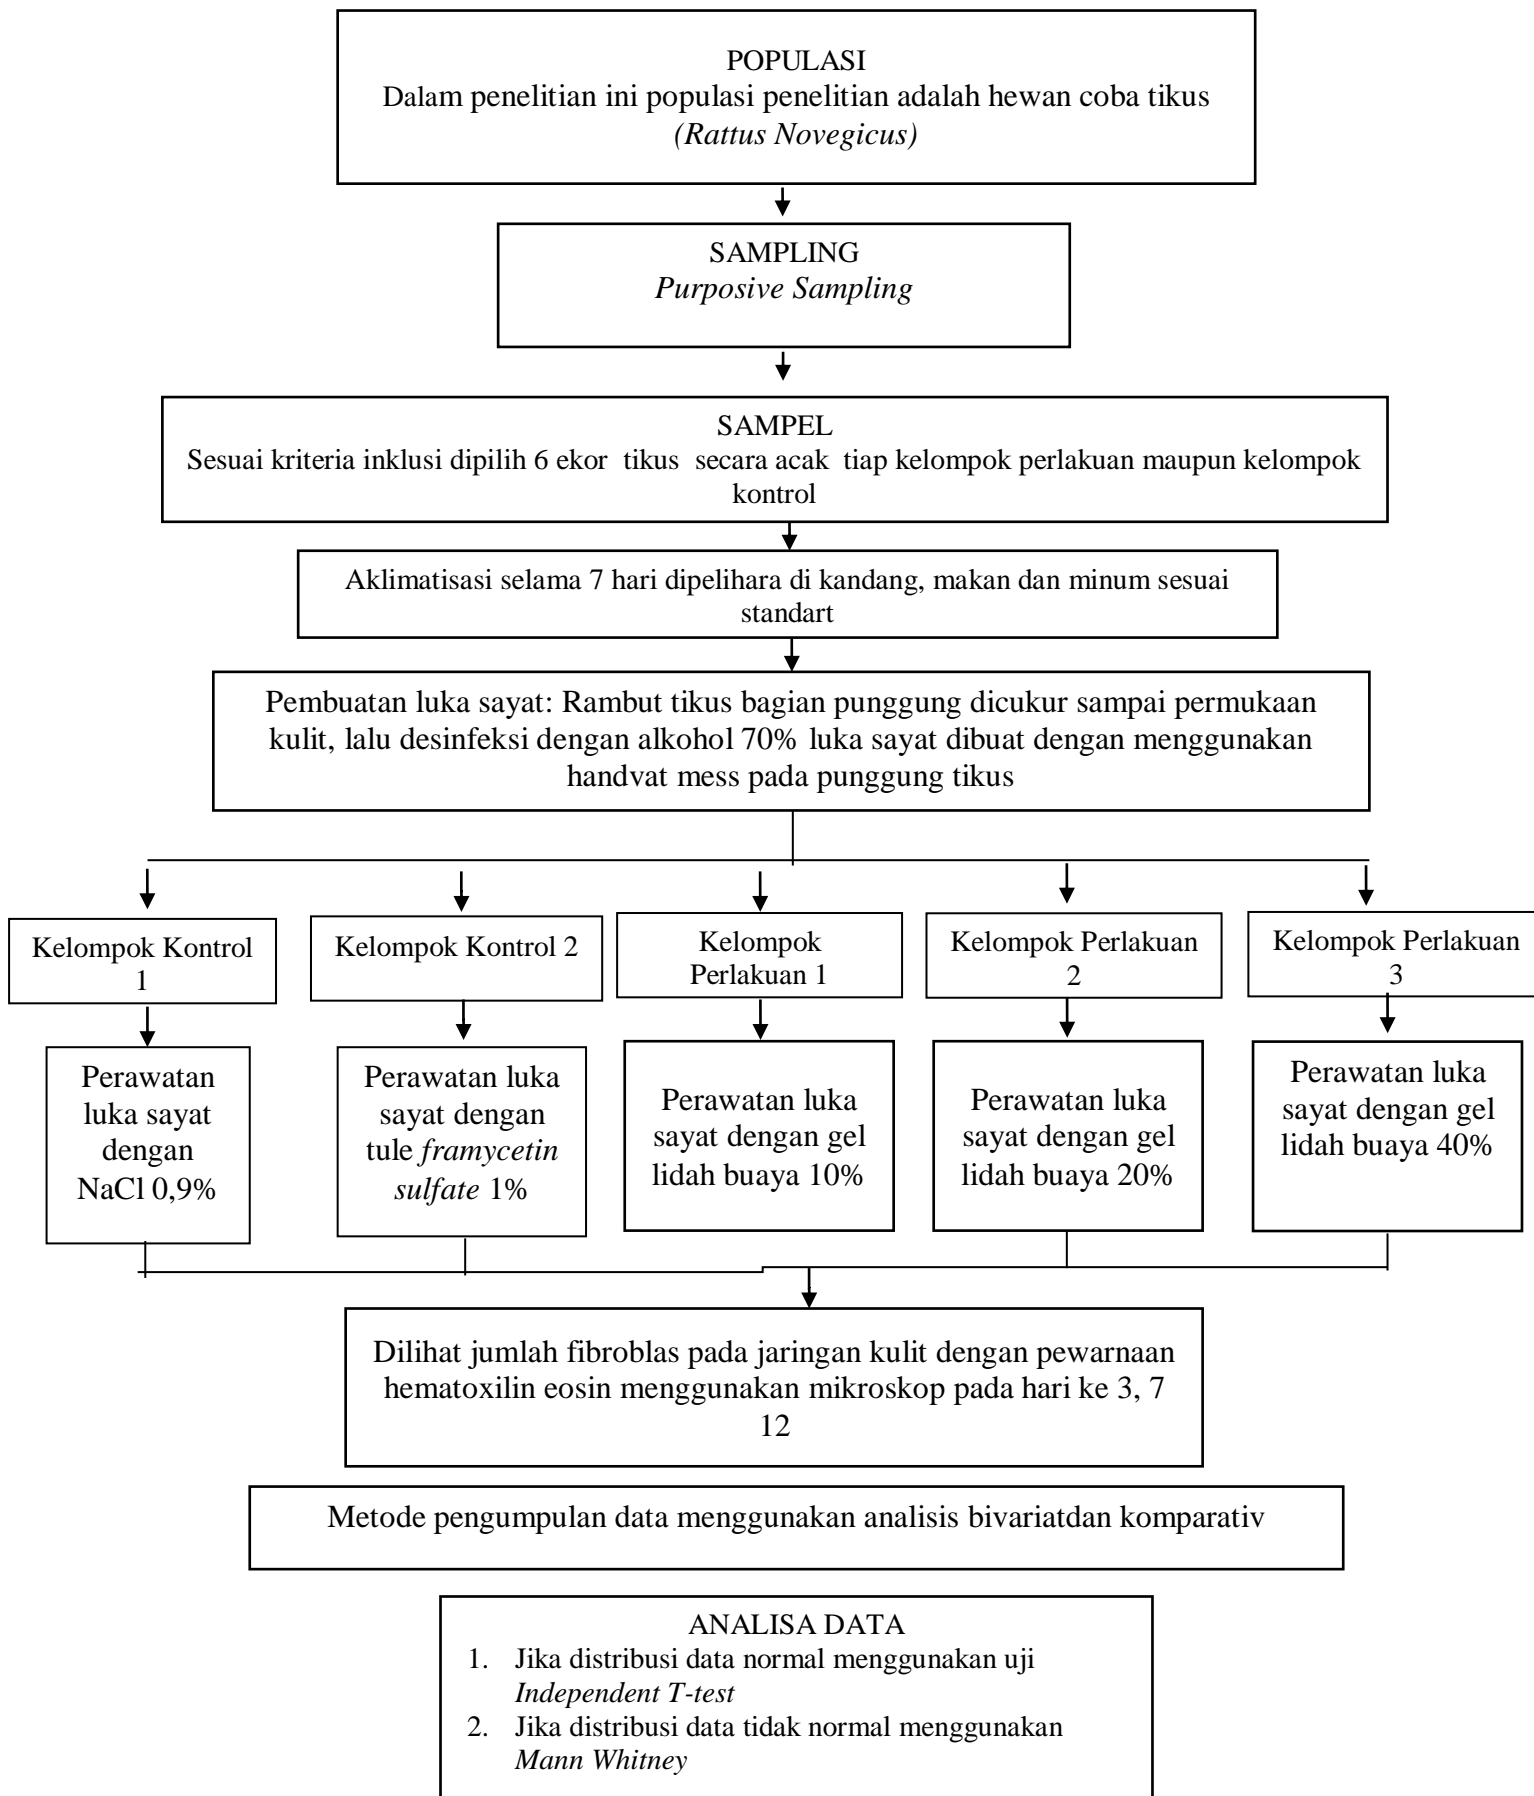 POPULASI
Dalam penelitian ini populasi penelitian adalah hewan coba tikus
(Rattus Novegicus)
SAMPLING
Purposive Sampling
SAMPEL
Sesuai kriteria inklusi dipilih 6 ekor tikus secara acak tiap kelompok perlakuan maupun kelompok
kontrol
Aklimatisasi selama 7 hari dipelihara di kandang, makan dan minum sesuai
standart
Pembuatan luka sayat: Rambut tikus bagian punggung dicukur sampai permukaan
kulit, lalu desinfeksi dengan alkohol 70% luka sayat dibuat dengan menggunakan
handvat mess pada punggung tikus
Kelompok Kontrol
1
Kelompok Kontrol 2
Kelompok
Perlakuan 1
Kelompok Perlakuan
2
Kelompok Perlakuan
3
Perawatan
luka sayat
dengan
NaCl 0,9%
Perawatan luka
sayat dengan
tule framycetin
sulfate 1%
Perawatan luka
sayat dengan gel
lidah buaya 10%
Perawatan luka
sayat dengan gel
lidah buaya 20%
Perawatan luka
sayat dengan gel
lidah buaya 40%
Dilihat jumlah fibroblas pada jaringan kulit dengan pewarnaan
hematoxilin eosin menggunakan mikroskop pada hari ke 3, 7
12
Metode pengumpulan data menggunakan analisis bivariatdan komparativ
ANALISA DATA
1. Jika distribusi data normal menggunakan uji
Independent T-test
2. Jika distribusi data tidak normal menggunakan
Mann Whitney